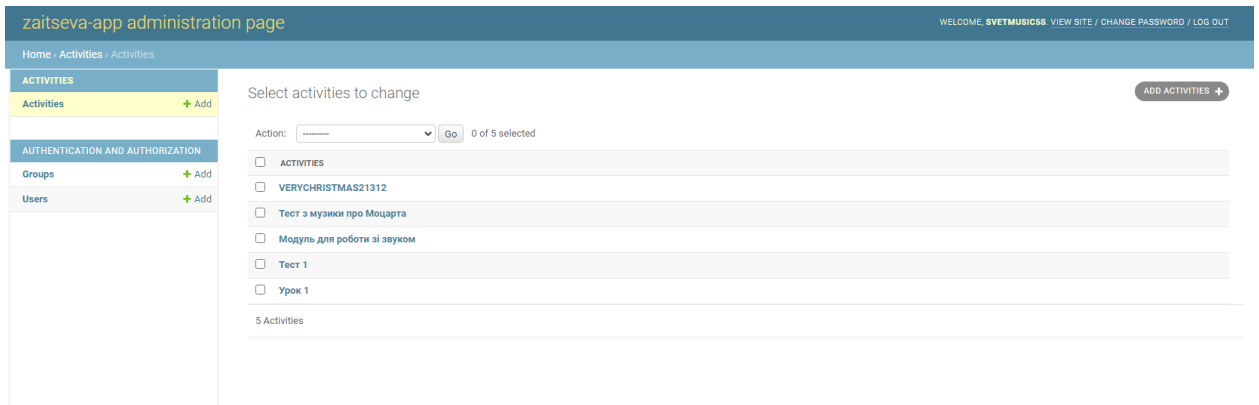 zaitseva-app administration page
WELCOME, SVETMUSIC55. VIEW SITE / CHANGE PASSWORD / LOG OUT
Home › Activities › Activities
ACTIVITIES
Activities + Add
AUTHENTICATION AND AUTHORIZATION
Groups + Add
Users + Add
Select activities to change
ADD ACTIVITIES +
Action: --------- Go 0 of 5 selected
ACTIVITIES
VERYCHRISTMAS21312
Тест з музики про Моцарта
Модуль для роботи зі звуком
Тест 1
Урок 1
5 Activities